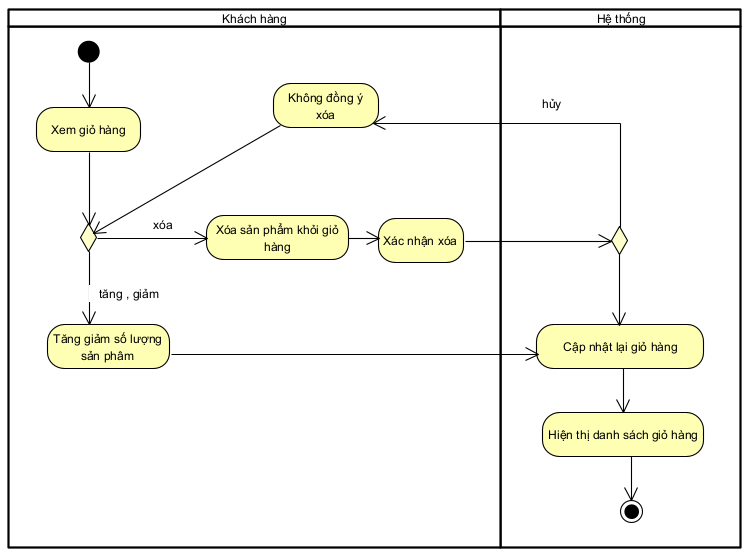 Khách hàng
Hệ thống
Không đồng ý
xóa
hủy
Xem giỏ hàng
xóa
Xóa sản phẩm khỏi giỏ
hàng
Xác nhận xóa
tăng , giảm
Tăng giảm số lượng
sản phâm
Cập nhật lại giỏ hàng
Hiện thị danh sách giỏ hàng